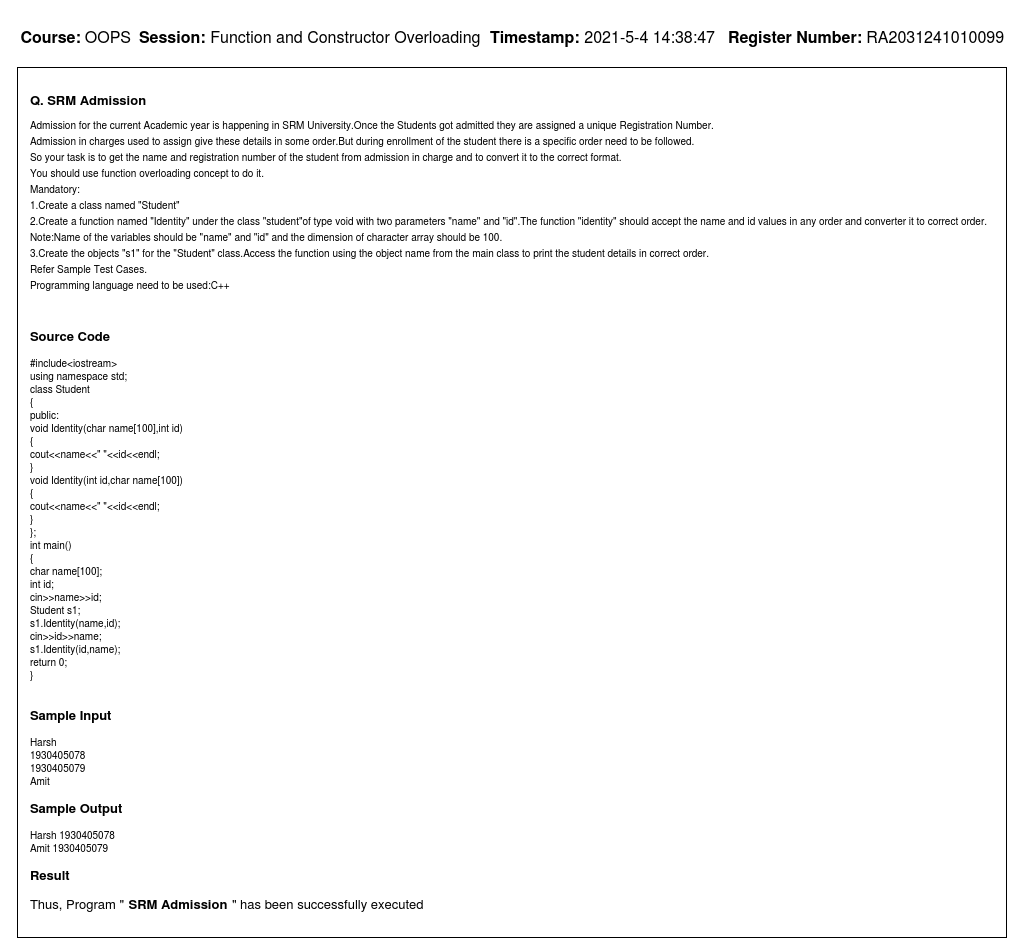 Course: OOPS Session: Function and Constructor Overloading Timestamp: 2021-5-4 14:38:47 Register Number: RA2031241010099
Q. SRM Admission
Admission for the current Academic year is happening in SRM University.Once the Students got admitted they are assigned a unique Registration Number.
Admission in charges used to assign give these details in some order.But during enrollment of the student there is a specific order need to be followed.
So your task is to get the name and registration number of the student from admission in charge and to convert it to the correct format.
You should use function overloading concept to do it.
Mandatory:
1.Create a class named "Student"
2.Create a function named "Identity" under the class "student"of type void with two parameters "name" and "id".The function "identity" should accept the name and id values in any order and converter it to correct order.
Note:Name of the variables should be "name" and "id" and the dimension of character array should be 100.
3.Create the objects "s1" for the "Student" class.Access the function using the object name from the main class to print the student details in correct order.
Refer Sample Test Cases.
Programming language need to be used:C++
Source Code
#include<iostream>
using namespace std;
class Student
{
public:
void Identity(char name[100],int id)
{
cout<<name<<" "<<id<<endl;
}
void Identity(int id,char name[100])
{
cout<<name<<" "<<id<<endl;
}
};
int main()
{
char name[100];
int id;
cin>>name>>id;
Student s1;
s1.Identity(name,id);
cin>>id>>name;
s1.Identity(id,name);
return 0;
}
Sample Input
Harsh
1930405078
1930405079
Amit
Sample Output
Harsh 1930405078
Amit 1930405079
Result
Thus, Program " SRM Admission " has been successfully executed